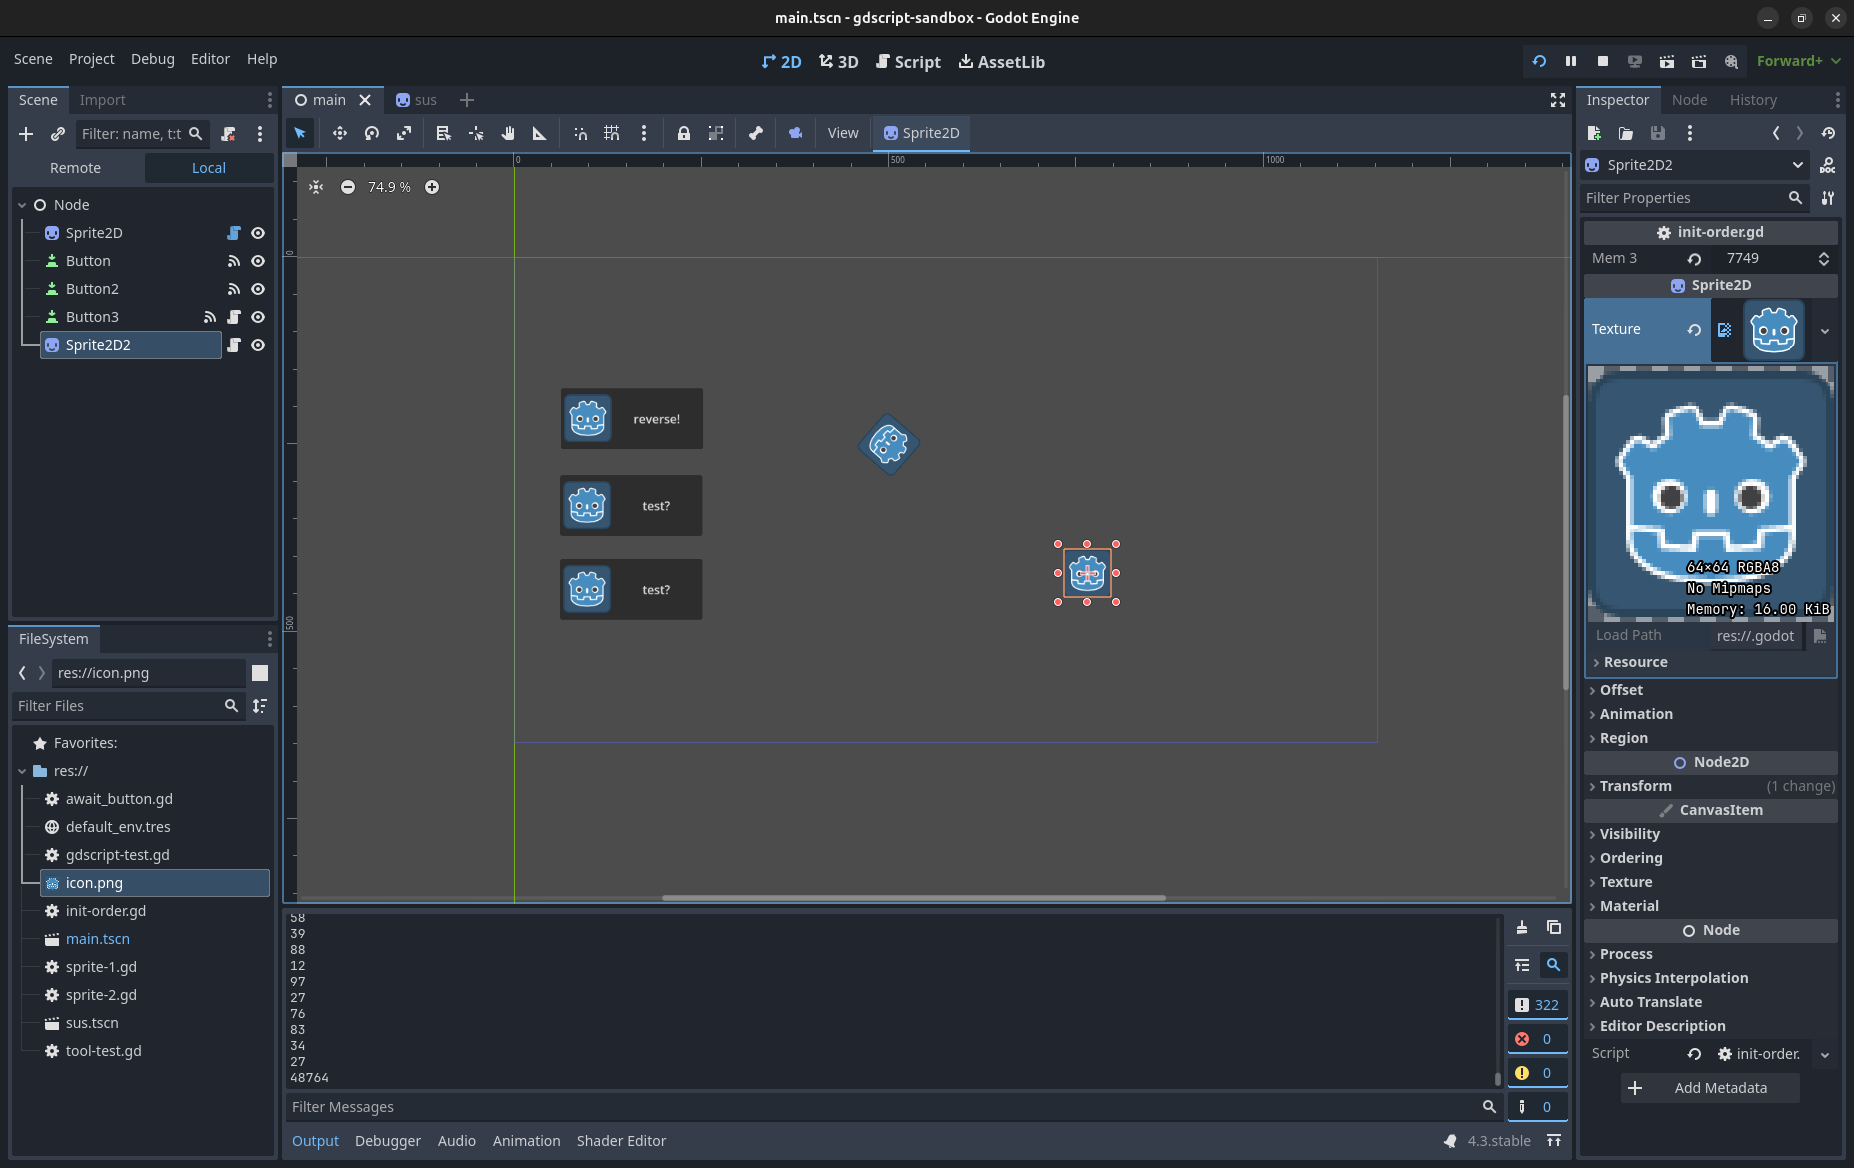 main.tscn - gdscript-sandbox - Godot Engine
Scene Project Debug Editor Help
2D 3D Script AssetLib
Forward+
Scene Import
Filter: name, t:t
Remote Local
Node
Sprite2D
Button
Button2
Button3
Sprite2D2
FileSystem
res://icon.png
Filter Files
Favorites:
res://
await_button.gd
default_env.tres
gdscript-test.gd
icon.png
init-order.gd
main.tscn
sprite-1.gd
sprite-2.gd
sus.tscn
tool-test.gd
main sus
View Sprite2D
0 500 1000
74.9 %
0
500
reverse!
test?
test?
58
39
88
12
97
27
76
83
34
27
48764
322
0
0
0
Filter Messages
Output Debugger Audio Animation Shader Editor
4.3.stable
Inspector Node History
Sprite2D2
DOC
Filter Properties
init-order.gd
Mem 3 7749
Sprite2D
Texture
64×64 RGBA8
No Mipmaps
Memory: 16.00 KiB
Load Path res://.godot
Resource
Offset
Animation
Region
Node2D
Transform (1 change)
CanvasItem
Visibility
Ordering
Texture
Material
Node
Process
Physics Interpolation
Auto Translate
Editor Description
Script init-order.
Add Metadata